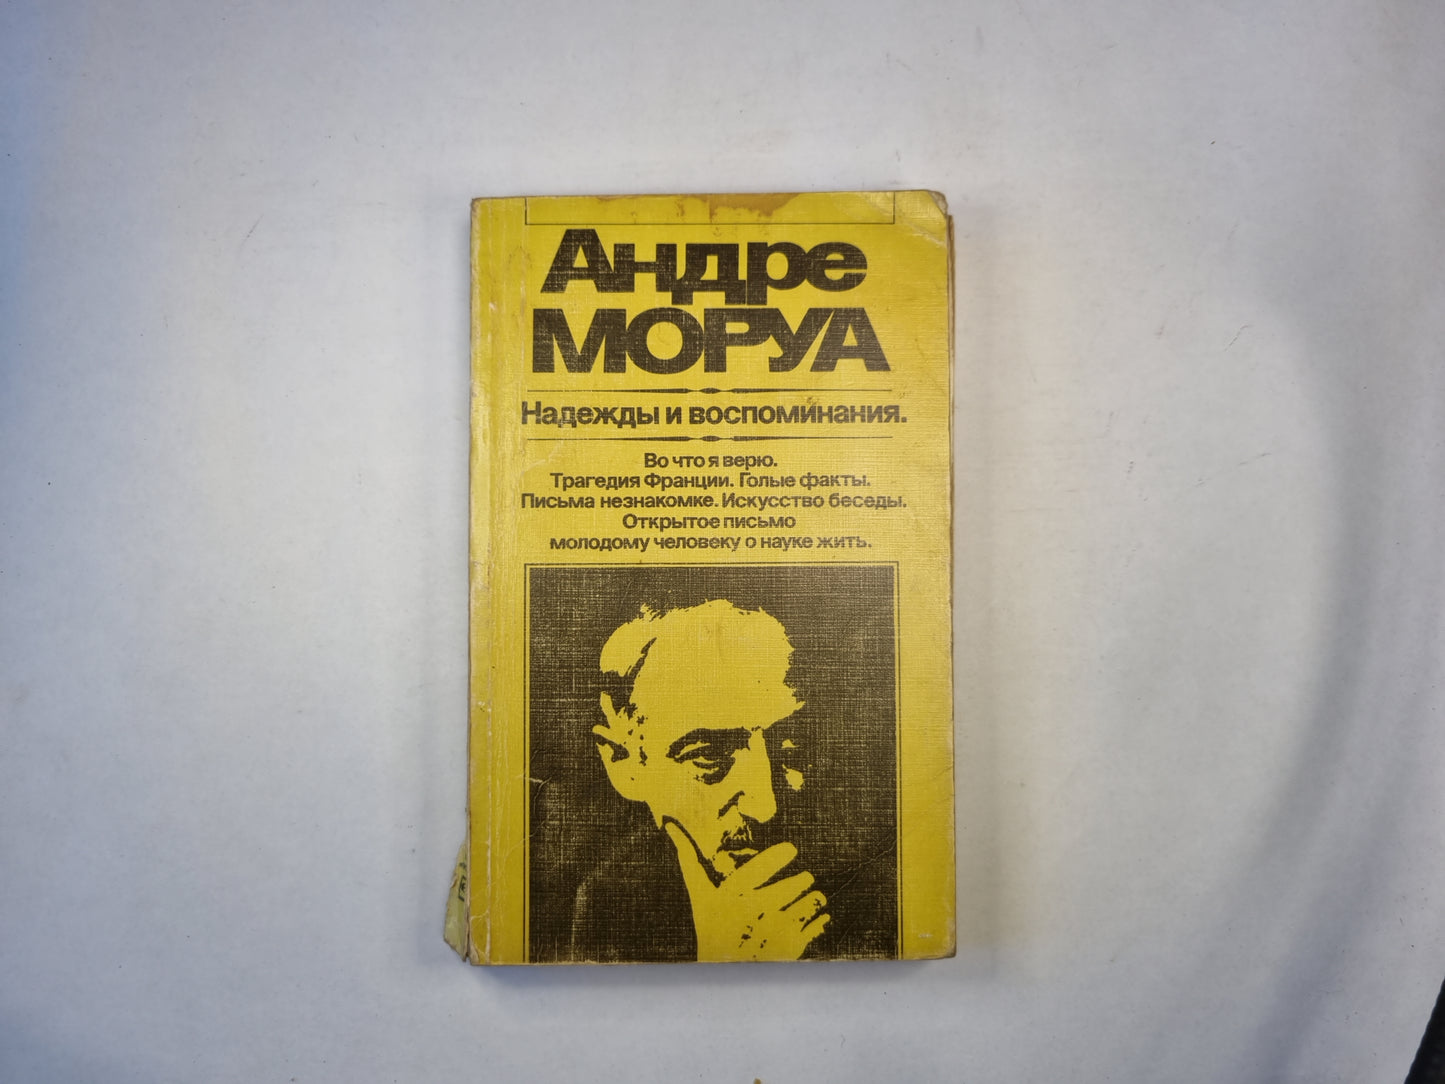 Андре
МОРУА
Надежды и воспоминания.
Во что я верю.
Трагедия Франции. Голые факты.
Письма незнакомке. Искусство беседы.
Открытое письмо
молодому человеку о науке жить.